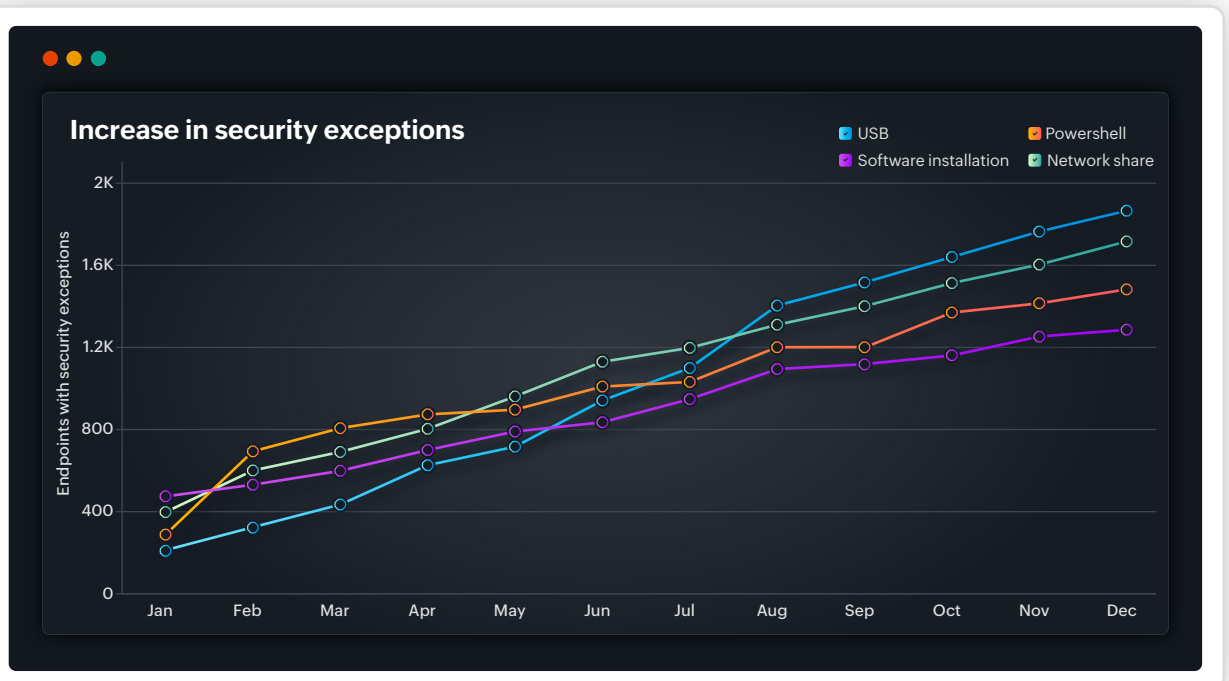 Increase in security exceptions
USB
Powershell
Software installation
Network share
Endpoints with security exceptions
2K
1.6K
1.2K
800
400
0
Jan Feb Mar Apr May Jun Jul Aug Sep Oct Nov Dec